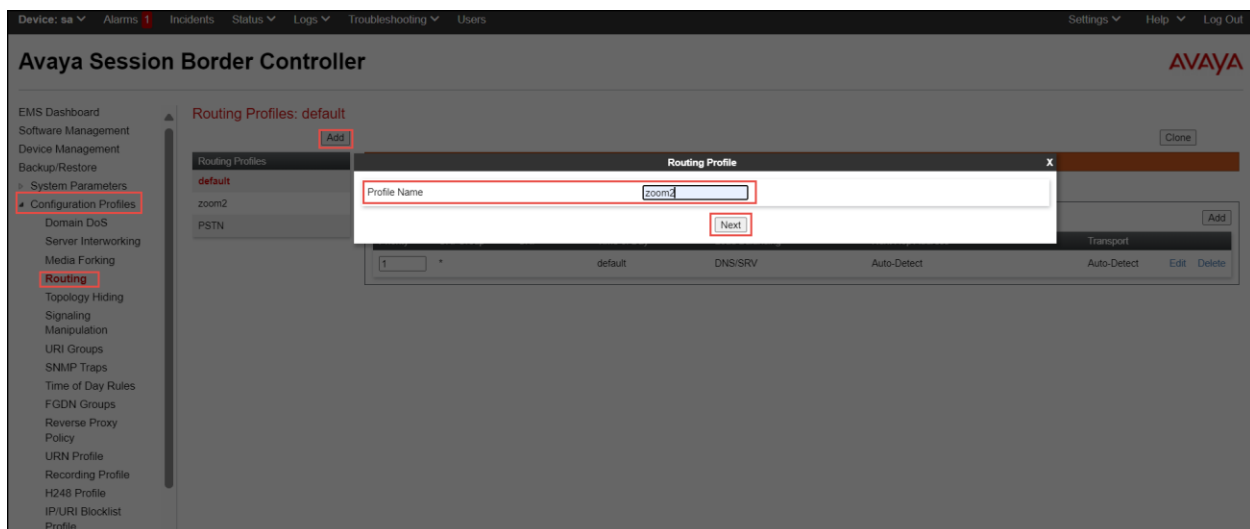 Device: sa Alarms 1 Incidents Status Logs Troubleshooting Users Settings Help Log Out
Avaya Session Border Controller AVAYA
EMS Dashboard
Software Management
Device Management
Backup/Restore
System Parameters
Configuration Profiles
Domain DoS
Server Interworking
Media Forking
Routing
Topology Hiding
Signaling
Manipulation
URI Groups
SNMP Traps
Time of Day Rules
FGDN Groups
Reverse Proxy
Policy
URN Profile
Recording Profile
H248 Profile
IP/URI Blocklist
Profile
Routing Profiles: default
Add Clone
Routing Profiles
default
zoom2
PSTN
Routing Profile X
Profile Name zoom2
Next
Add
Transport
1 * default DNS/SRV Auto-Detect Auto-Detect Edit Delete